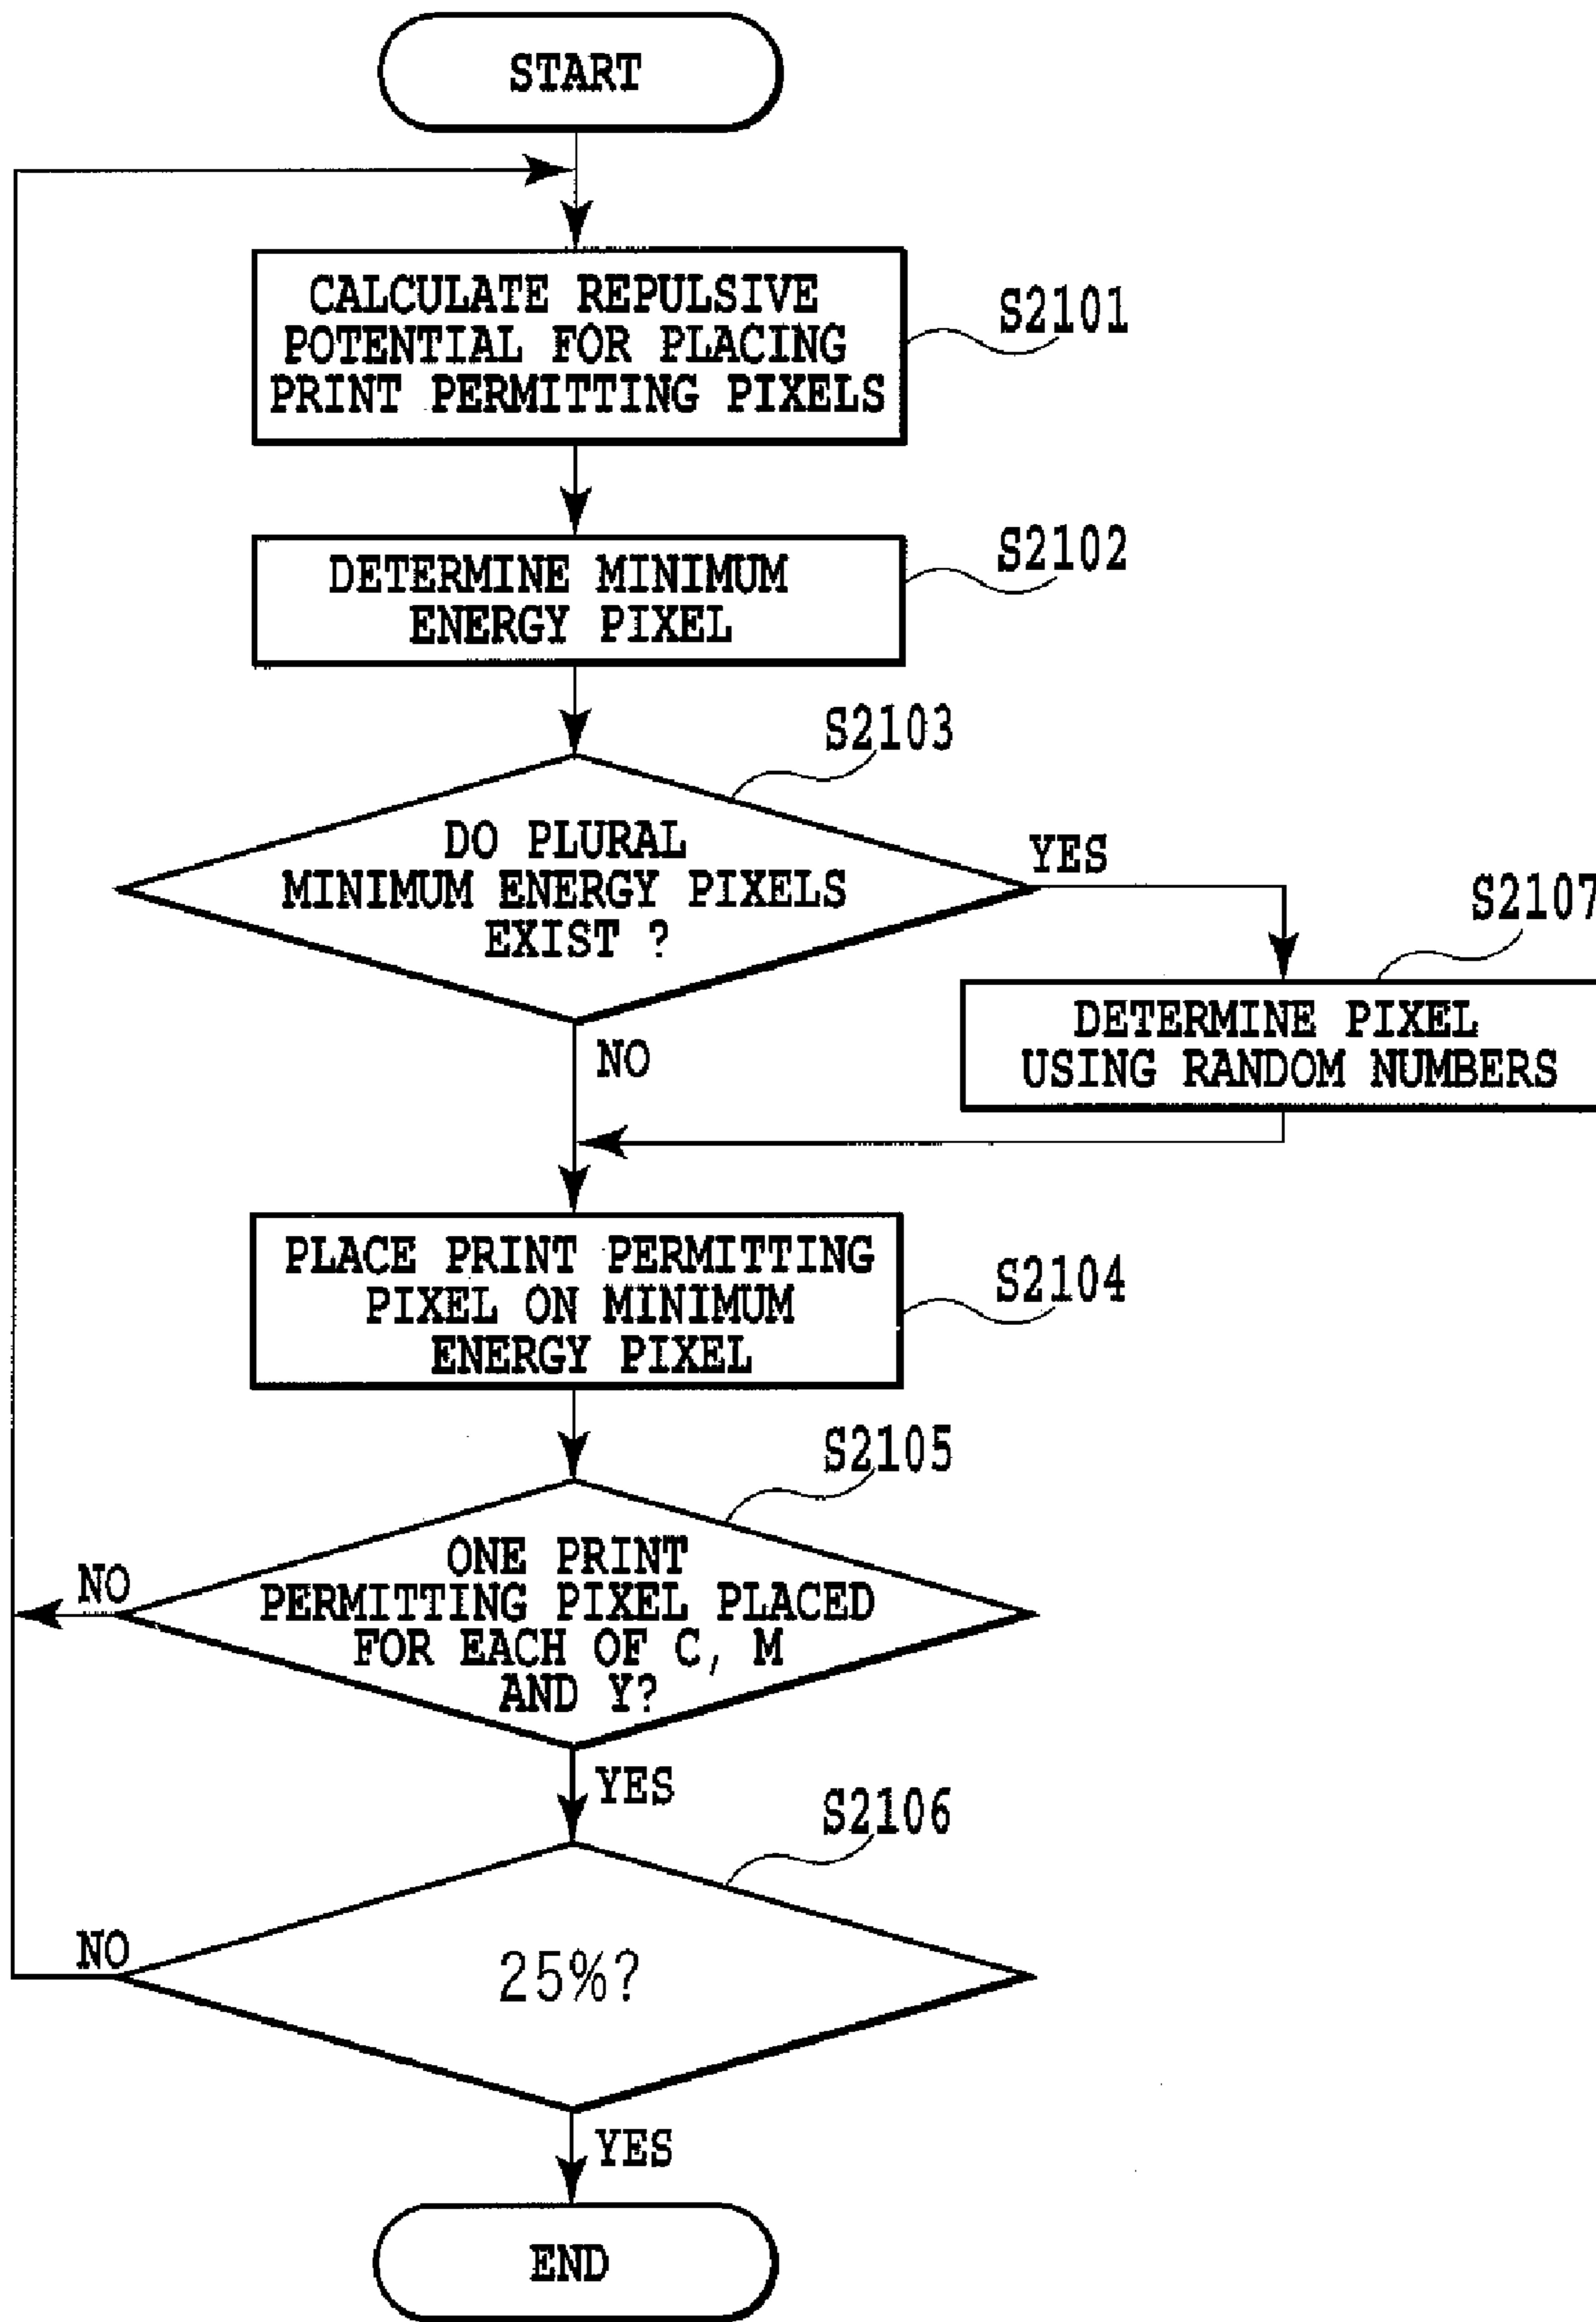 START
CALCULATE REPULSIVE
POTENTIAL FOR PLACING
PRINT PERMITTING PIXELS
S2101
DETERMINE MINIMUM
ENERGY PIXEL
S2102
S2103
DO PLURAL
MINIMUM ENERGY PIXELS
EXIST ?
YES
S2107
DETERMINE PIXEL
USING RANDOM NUMBERS
NO
PLACE PRINT PERMITTING
PIXEL ON MINIMUM
ENERGY PIXEL
S2104
S2105
ONE PRINT
PERMITTING PIXEL PLACED
FOR EACH OF C, M
AND Y?
NO
YES
S2106
25%?
NO
YES
END